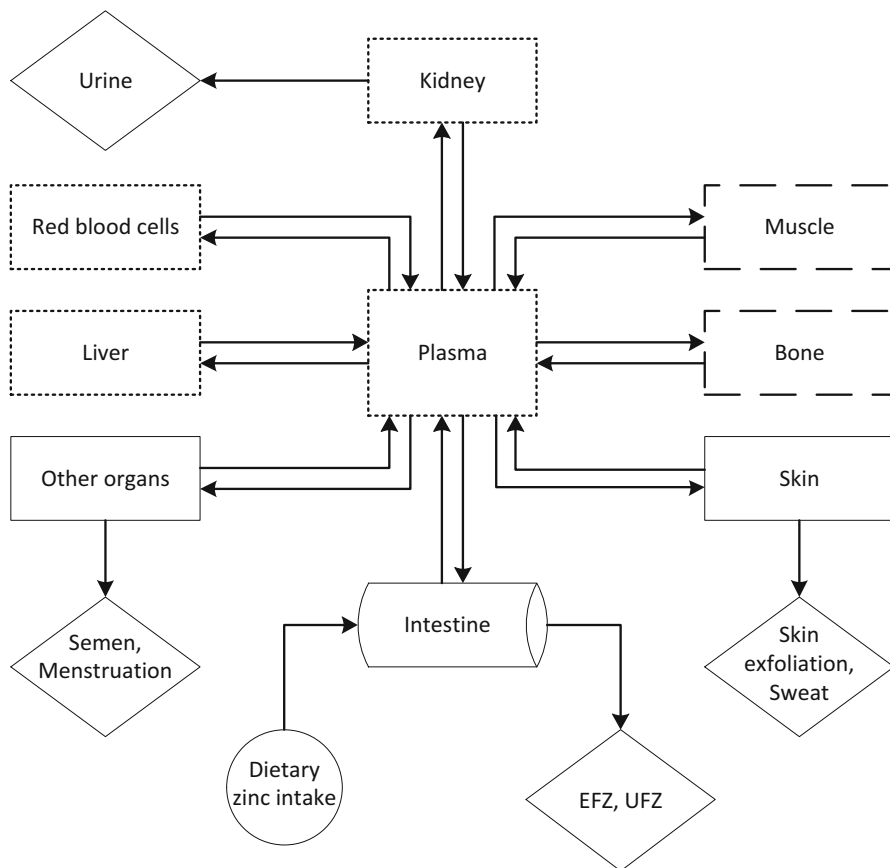 Urine
Kidney
Red blood cells
Muscle
Liver
Plasma
Bone
Other organs
Skin
Semen,
Menstruation
Intestine
Skin
exfoliation,
Sweat
Dietary
zinc intake
EFZ, UFZ